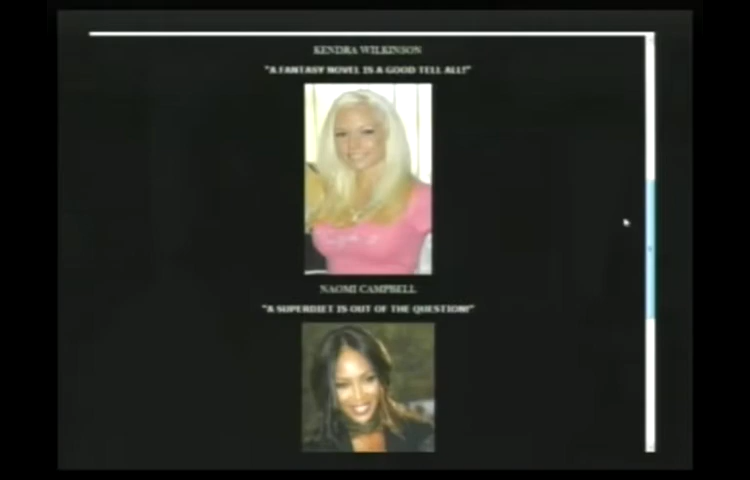 KENDRA WILKINSON
"A FANTASY NOVEL IS A GOOD TELL ALL!"
NAOMI CAMPBELL
"A SUPERDIET IS OUT OF THE QUESTION!"